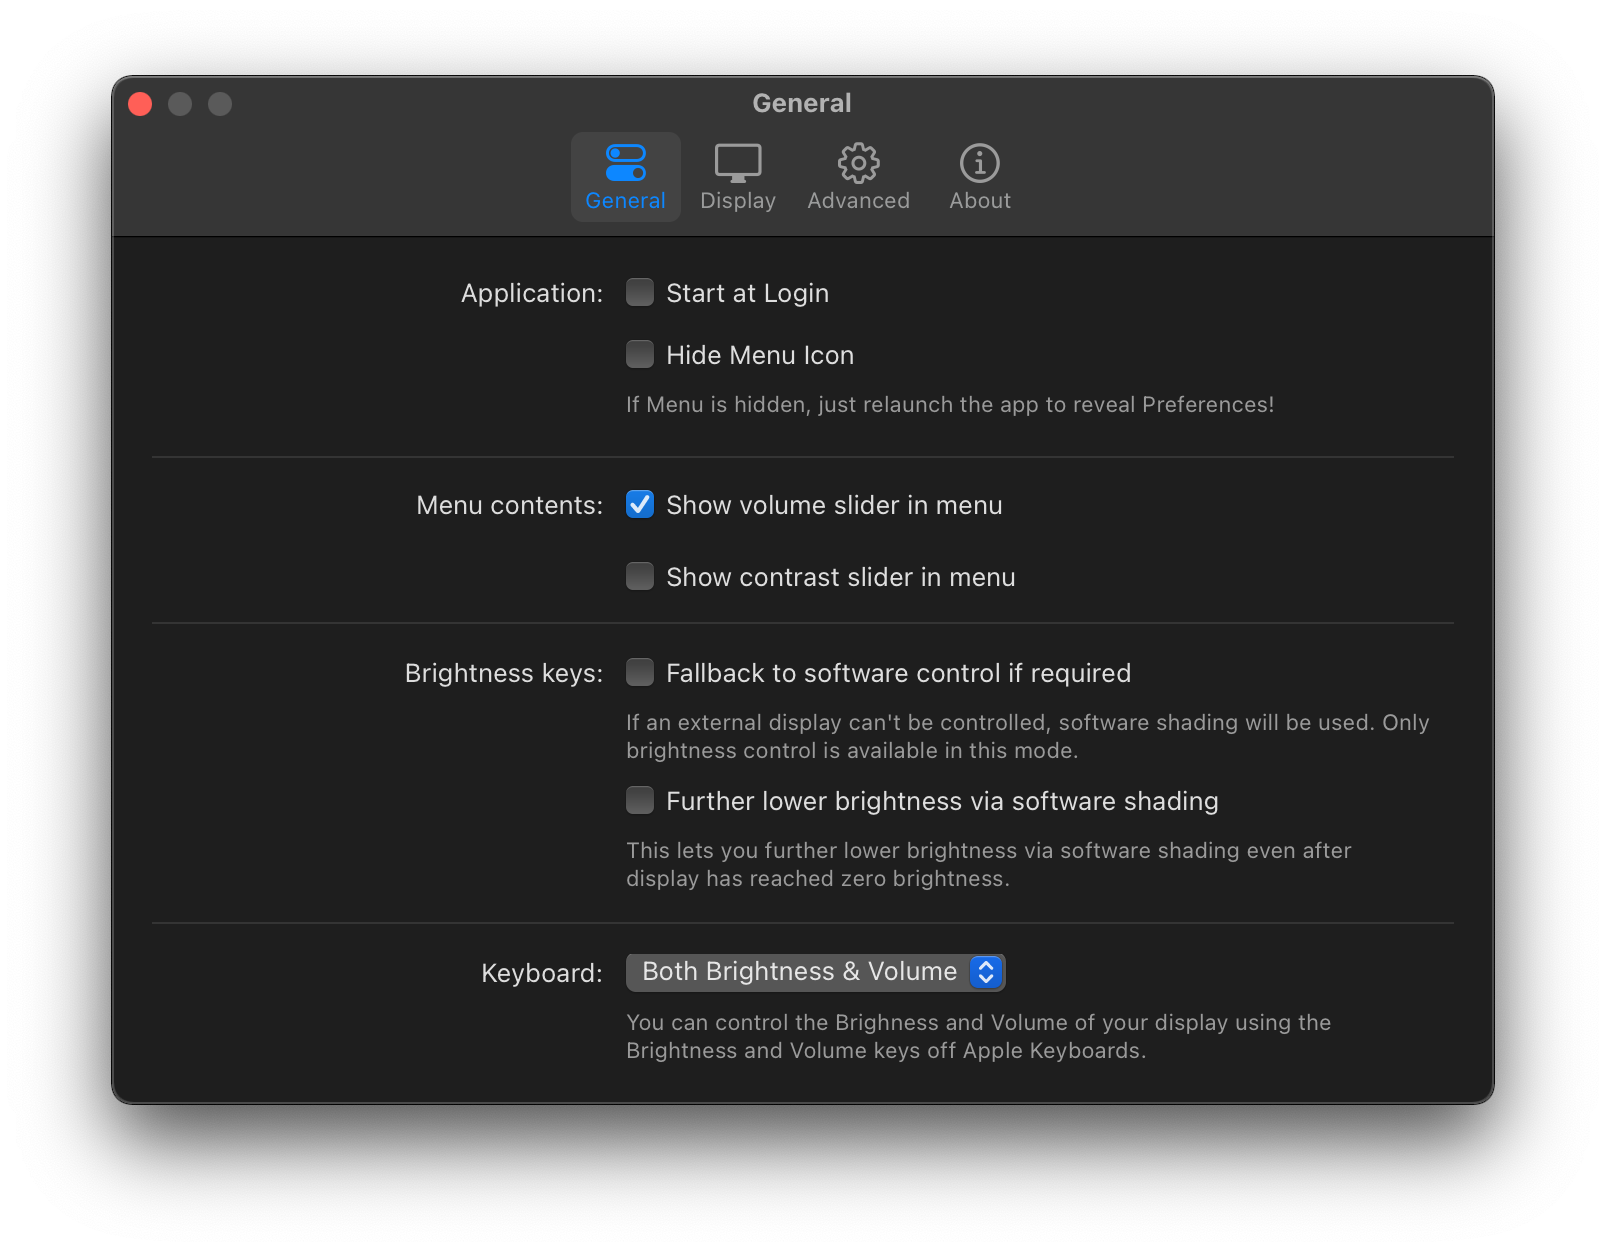 General
General
Display
Advanced
About
Application:
Start at Login
Hide Menu Icon
If Menu is hidden, just relaunch the app to reveal Preferences!
Menu contents:
Show volume slider in menu
Show contrast slider in menu
Brightness keys:
Fallback to software control if required
If an external display can't be controlled, software shading will be used. Only
brightness control is available in this mode.
Further lower brightness via software shading
This lets you further lower brightness via software shading even after
display has reached zero brightness.
Keyboard:
Both Brightness & Volume
You can control the Brighness and Volume of your display using the
Brightness and Volume keys off Apple Keyboards.